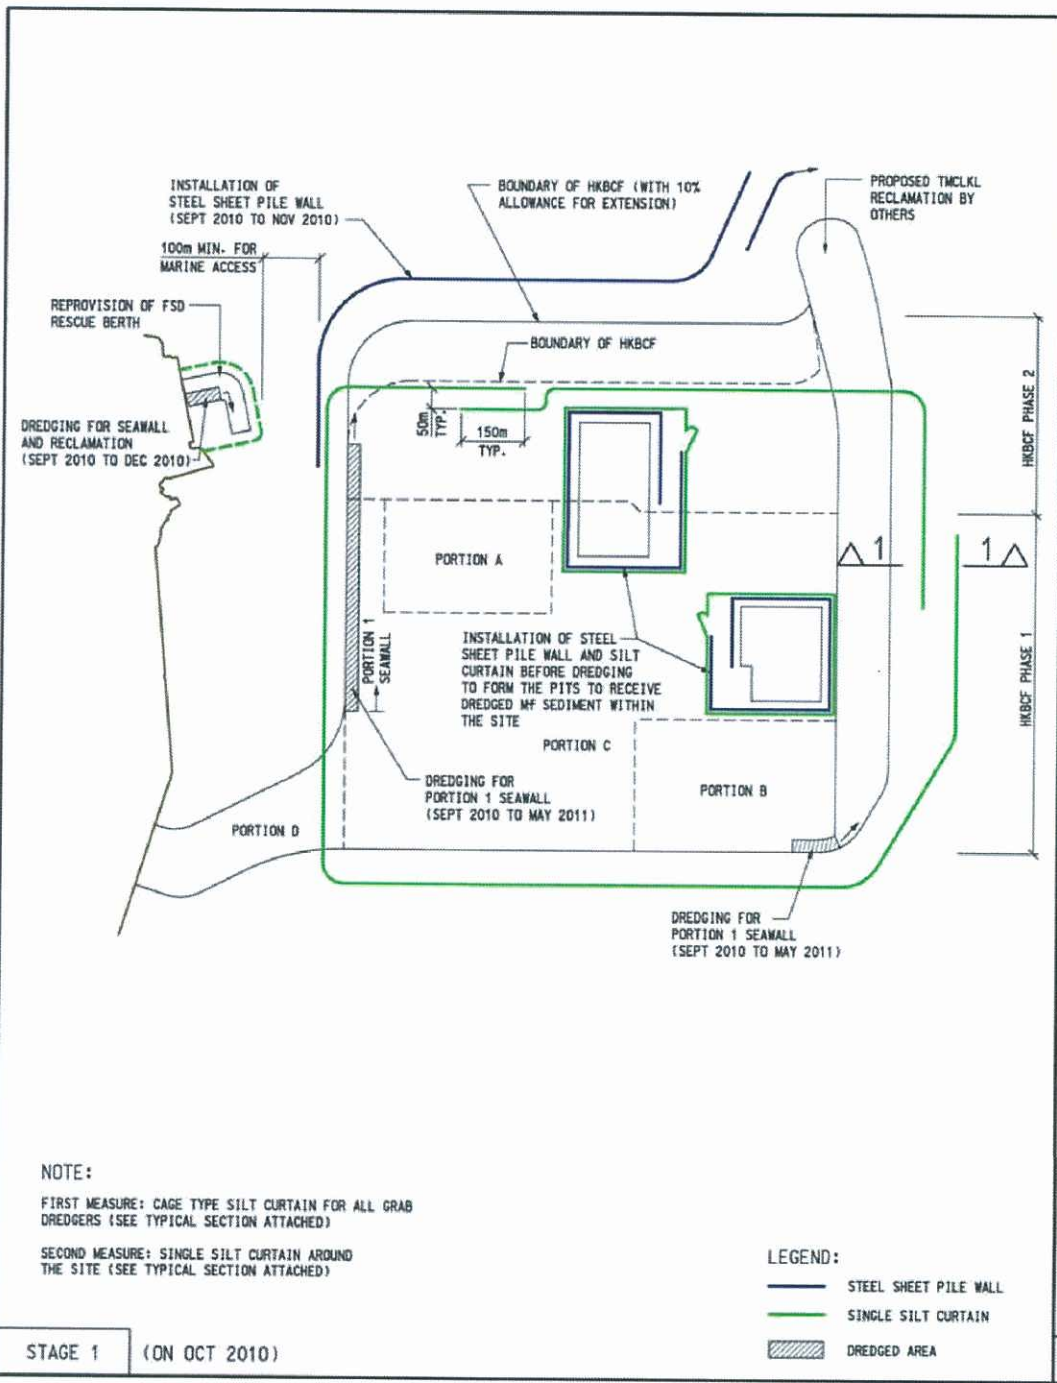 INSTALLATION OF
STEEL SHEET PILE WALL
(SEPT 2010 TO NOV 2010)
BOUNDARY OF HKBCF (WITH 10%
ALLOWANCE FOR EXTENSION)
PROPOSED TMCLKL
RECLAMATION BY
OTHERS
100m MIN. FOR
MARINE ACCESS
REPROVISION OF FSD
RESCUE BERTH
BOUNDARY OF HKBCF
DREDGING FOR SEAWALL
AND RECLAMATION
(SEPT 2010 TO DEC 2010)
50m
TYP.
150m
TYP.
HKBCF PHASE 2
PORTION A
1
1
PORTION 1
SEAWALL
INSTALLATION OF STEEL
SHEET PILE WALL AND SILT
CURTAIN BEFORE DREDGING
TO FORM THE PITS TO RECEIVE
DREDGED Mf SEDIMENT WITHIN
THE SITE
HKBCF PHASE 1
PORTION C
DREDGING FOR
PORTION 1 SEAWALL
(SEPT 2010 TO MAY 2011)
PORTION B
PORTION D
DREDGING FOR
PORTION 1 SEAWALL
(SEPT 2010 TO MAY 2011)
NOTE:
FIRST MEASURE: CAGE TYPE SILT CURTAIN FOR ALL GRAB
DREDGERS (SEE TYPICAL SECTION ATTACHED)
SECOND MEASURE: SINGLE SILT CURTAIN AROUND
THE SITE (SEE TYPICAL SECTION ATTACHED)
LEGEND:
STEEL SHEET PILE WALL
SINGLE SILT CURTAIN
DREDGED AREA
STAGE 1 (ON OCT 2010)